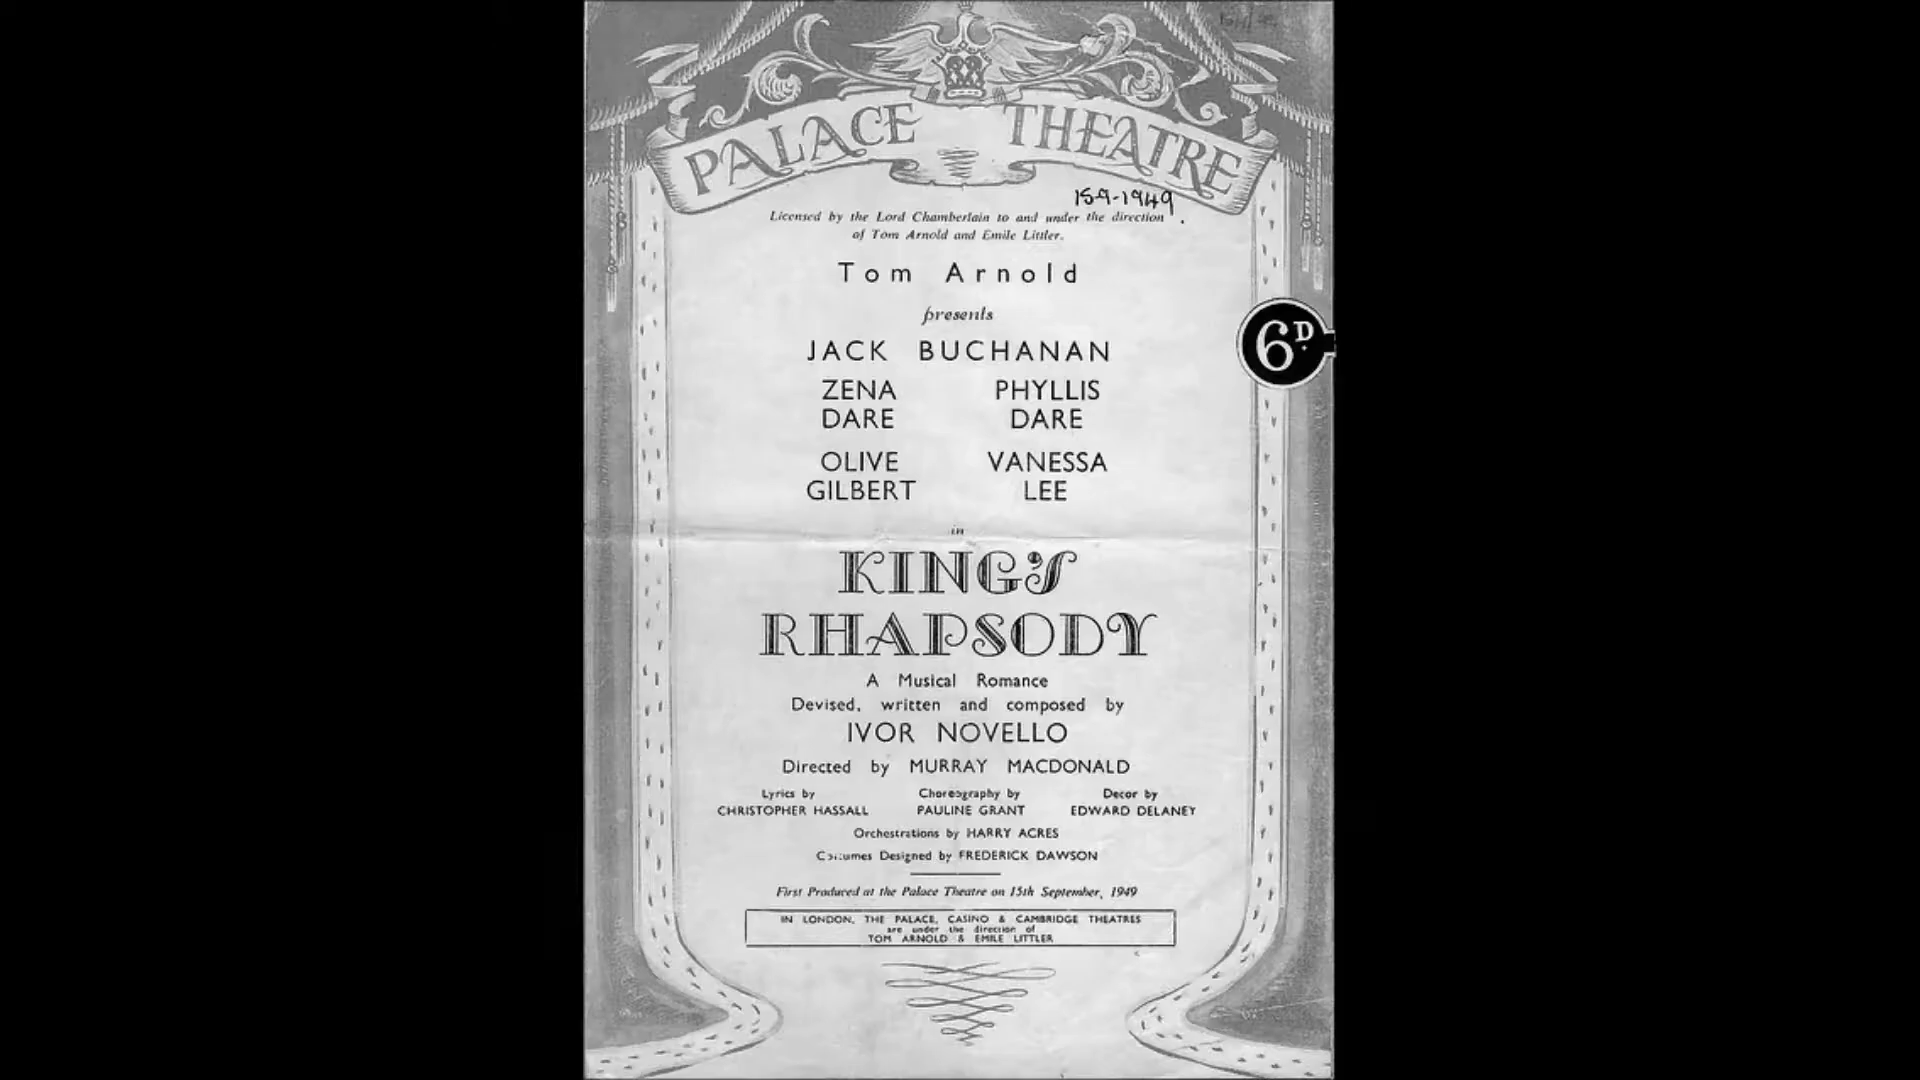 PALACE THEATRE
15-9-1949
Licensed by the Lord Chamberlain to and under the direction
of Tom Arnold and Emile Littler.
Tom Arnold
presents
6D.
JACK BUCHANAN
ZENA DARE
PHYLLIS DARE
OLIVE GILBERT
VANESSA LEE
in
KING'S
RHAPSODY
A Musical Romance
Devised, written and composed by
IVOR NOVELLO
Directed by MURRAY MACDONALD
Lyrics by
CHRISTOPHER HASSALL
Choreography by
PAULINE GRANT
Decor by
EDWARD DELANEY
Orchestrations by HARRY ACRES
Costumes Designed by FREDERICK DAWSON
First Produced at the Palace Theatre on 15th September, 1949
IN LONDON, THE PALACE, CASINO & CAMBRIDGE THEATRES
are under the direction of
TOM ARNOLD & EMILE LITTLER